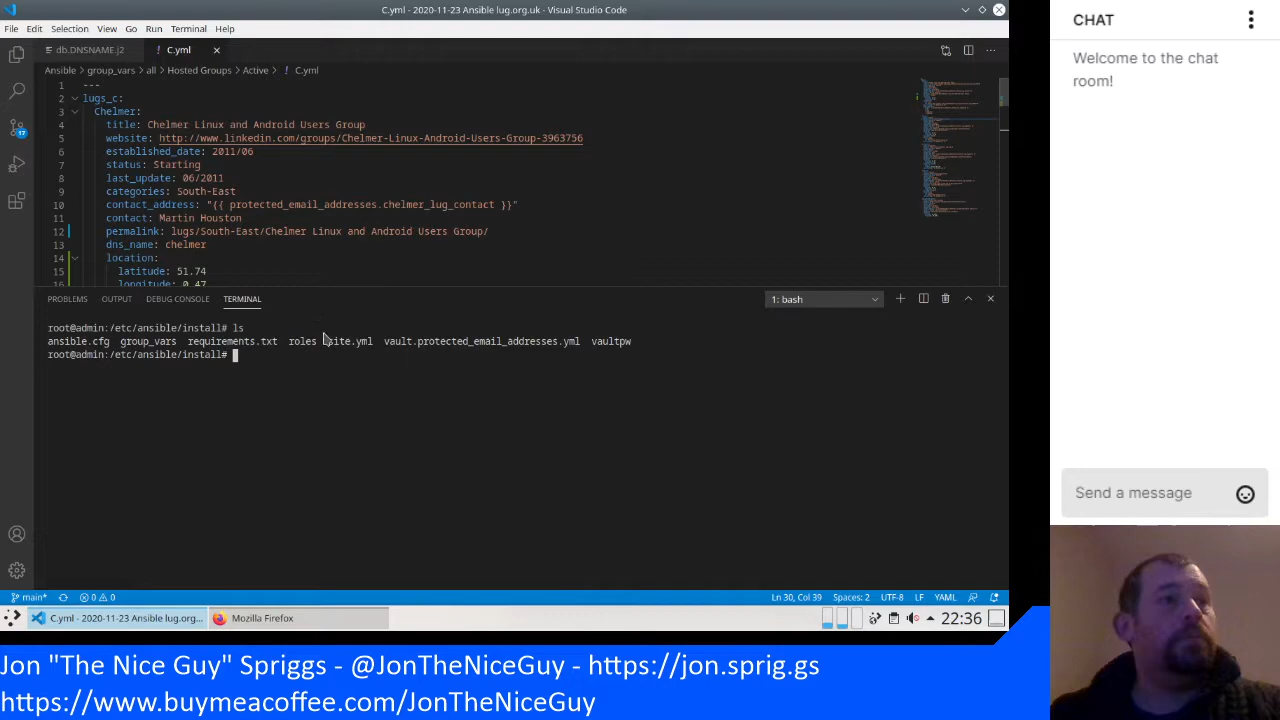 C.yml - 2020-11-23 Ansible lug.org.uk - Visual Studio Code
File Edit Selection View Go Run Terminal Help
db.DNSNAME.j2 ! C.yml
Ansible > group_vars > all > Hosted Groups > Active > ! C.yml
1 ---
2 lugs_c:
3 Chelmer:
4 title: Chelmer Linux and Android Users Group
5 website: http://www.linkedin.com/groups/Chelmer-Linux-Android-Users-Group-3963756
6 established_date: 2011/06
7 status: Starting
8 last_update: 06/2011
9 categories: South-East
10 contact_address: "{{ protected_email_addresses.chelmer_lug_contact }}"
11 contact: Martin Houston
12 permalink: lugs/South-East/Chelmer Linux and Android Users Group/
13 dns_name: chelmer
14 location:
15 latitude: 51.74
16 longitude: 0.47
17
PROBLEMS OUTPUT DEBUG CONSOLE TERMINAL 1: bash
root@admin:/etc/ansible/install# ls
ansible.cfg group_vars requirements.txt roles site.yml vault.protected_email_addresses.yml vaultpw
root@admin:/etc/ansible/install#
main* 0 0 Ln 30, Col 39 Spaces: 2 UTF-8 LF YAML
C.yml - 2020-11-23 Ansible lug.org... Mozilla Firefox 22:36
CHAT
Welcome to the chat
room!
Send a message
Jon "The Nice Guy" Spriggs - @JonTheNiceGuy - https://jon.sprig.gs
https://www.buymeacoffee.com/JonTheNiceGuy